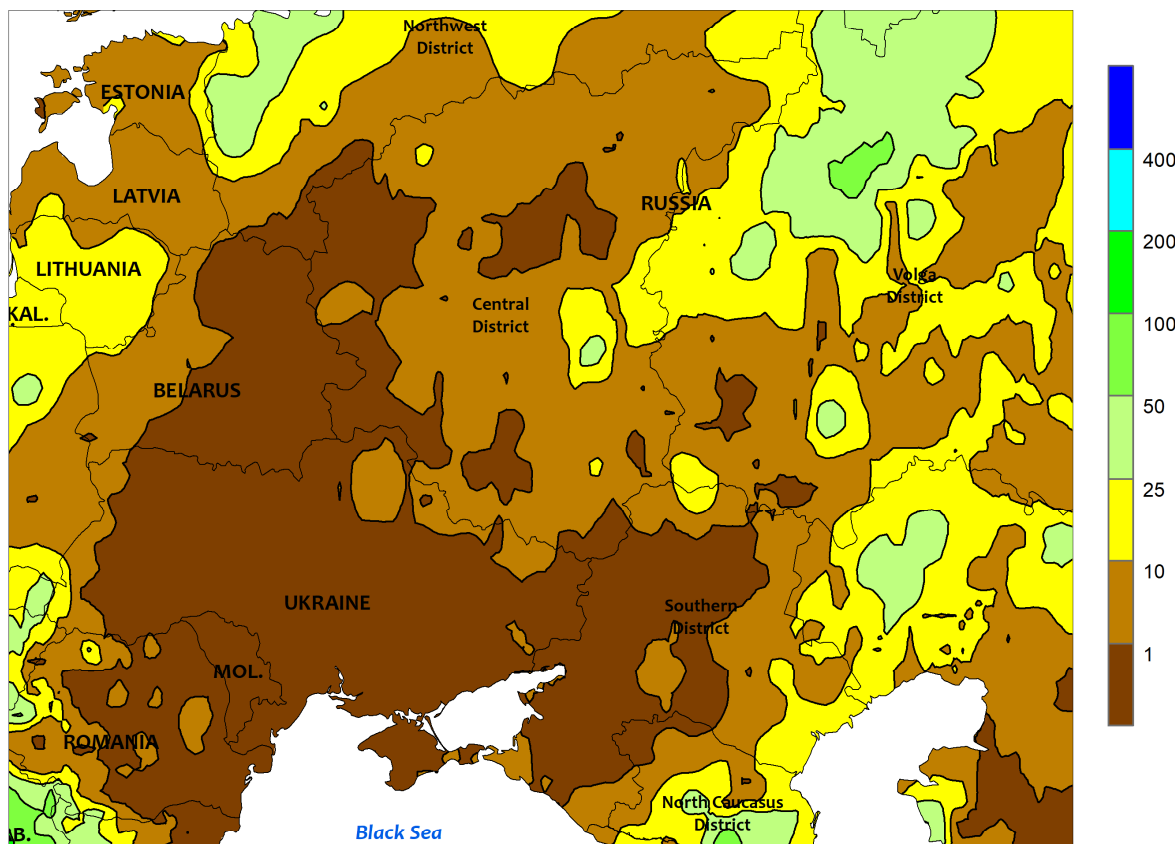 Northwest
District
ESTONIA
LATVIA
RUSSIA
LITHUANIA
Volga
District
KAL.
Central
District
BELARUS
UKRAINE
Southern
District
MOL.
ROMANIA
North Caucasus
District
B.
Black Sea
400
200
100
50
25
10
1